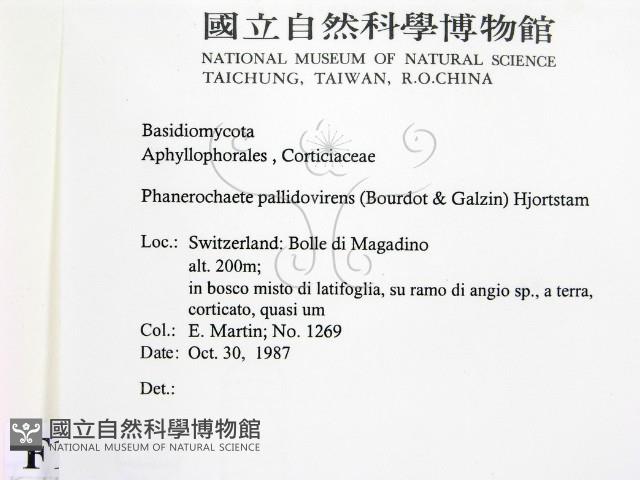 國立自然科學博物館
NATIONAL MUSEUM OF NATURAL SCIENCE
TAICHUNG, TAIWAN, R.O.CHINA
Basidiomycota
Aphyllophorales , Corticiaceae
Phanerochaete pallidovirens (Bourdot & Galzin) Hjortstam
Loc.: Switzerland: Bolle di Magadino
alt. 200m;
in bosco misto di latifoglia, su ramo di angio sp., a terra,
corticato, quasi um
Col.: E. Martin; No. 1269
Date: Oct. 30, 1987
Det.:
國立自然科學博物館
NATIONAL MUSEUM OF NATURAL SCIENCE